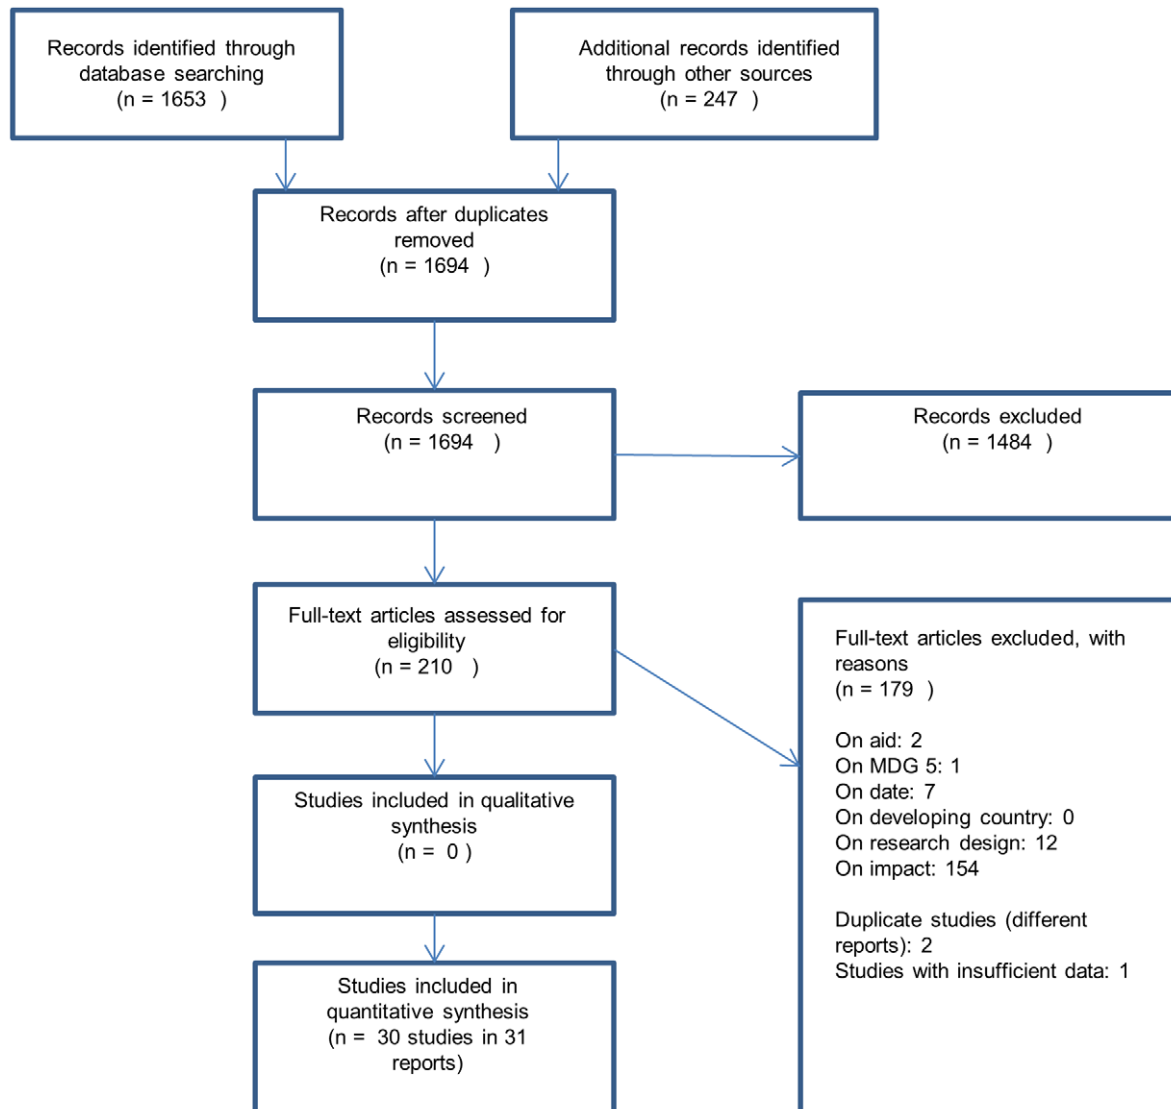 Records identified through
database searching
(n = 1653  )
Additional records identified
through other sources
(n = 247  )
Records after duplicates
removed
(n = 1694  )
Records screened
(n = 1694  )
Records excluded
(n = 1484  )
Full-text articles assessed for
eligibility
(n = 210  )
Full-text articles excluded, with
reasons
(n = 179  )
On aid: 2
On MDG 5: 1
On date: 7
On developing country: 0
On research design: 12
On impact: 154
Duplicate studies (different
reports): 2
Studies with insufficient data: 1
Studies included in qualitative
synthesis
(n =  0 )
Studies included in
quantitative synthesis
(n =  30 studies in 31
reports)